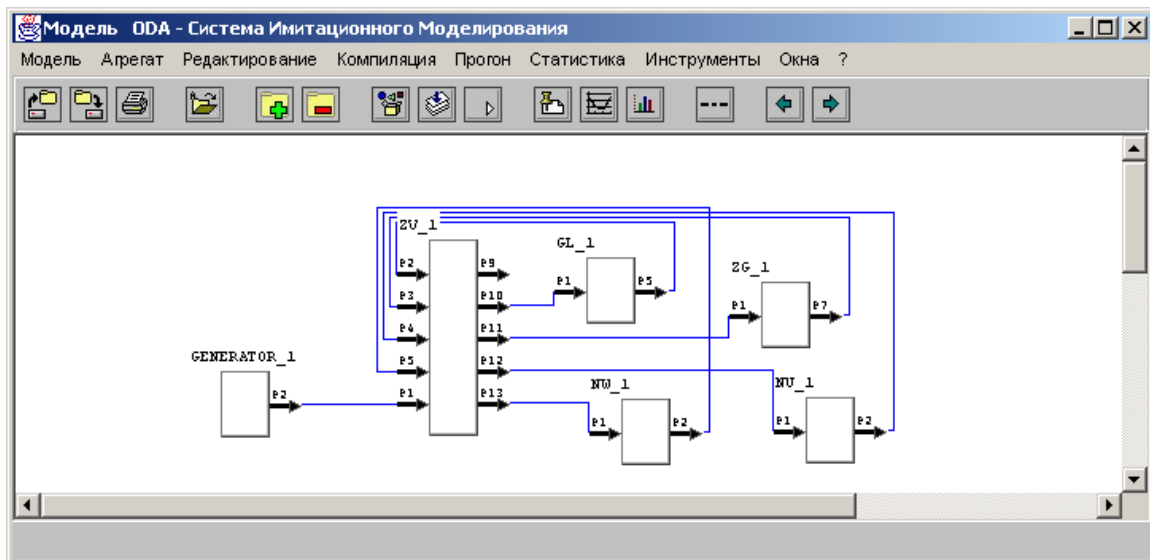 Модель ODA - Система Имитационного Моделирования
Модель Агрегат Редактирование Компиляция Прогон Статистика Инструменты Окна ?
ZU_1
GL_1
ZG_1
P2 P9
P1 P5
P3 P10
P1 P7
P4 P11
GENERATOR_1
P5 P12
NW_1
NU_1
P2
P1 P13
P1 P2
P1 P2